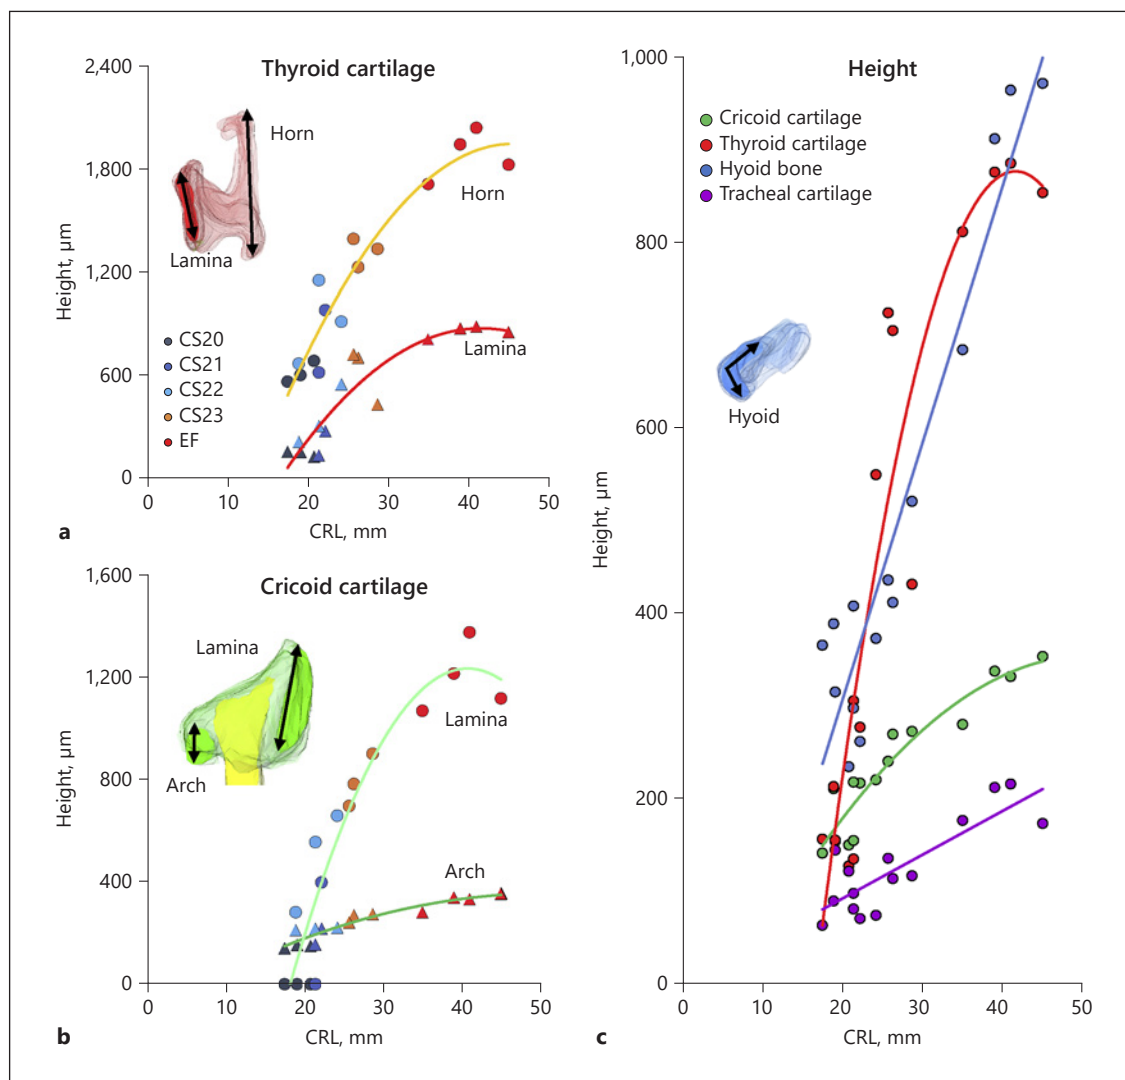 Thyroid cartilage
2,400
1,800
1,200
600
0
Height, µm
Horn
Lamina
Horn
Lamina
CS20
CS21
CS22
CS23
EF
0 10 20 30 40 50
CRL, mm
a
Cricoid cartilage
1,600
1,200
800
400
0
Height, µm
Lamina
Arch
Lamina
Arch
0 10 20 30 40 50
CRL, mm
b
Height
1,000
800
600
400
200
0
Height, µm
Cricoid cartilage
Thyroid cartilage
Hyoid bone
Tracheal cartilage
Hyoid
0 10 20 30 40 50
CRL, mm
c